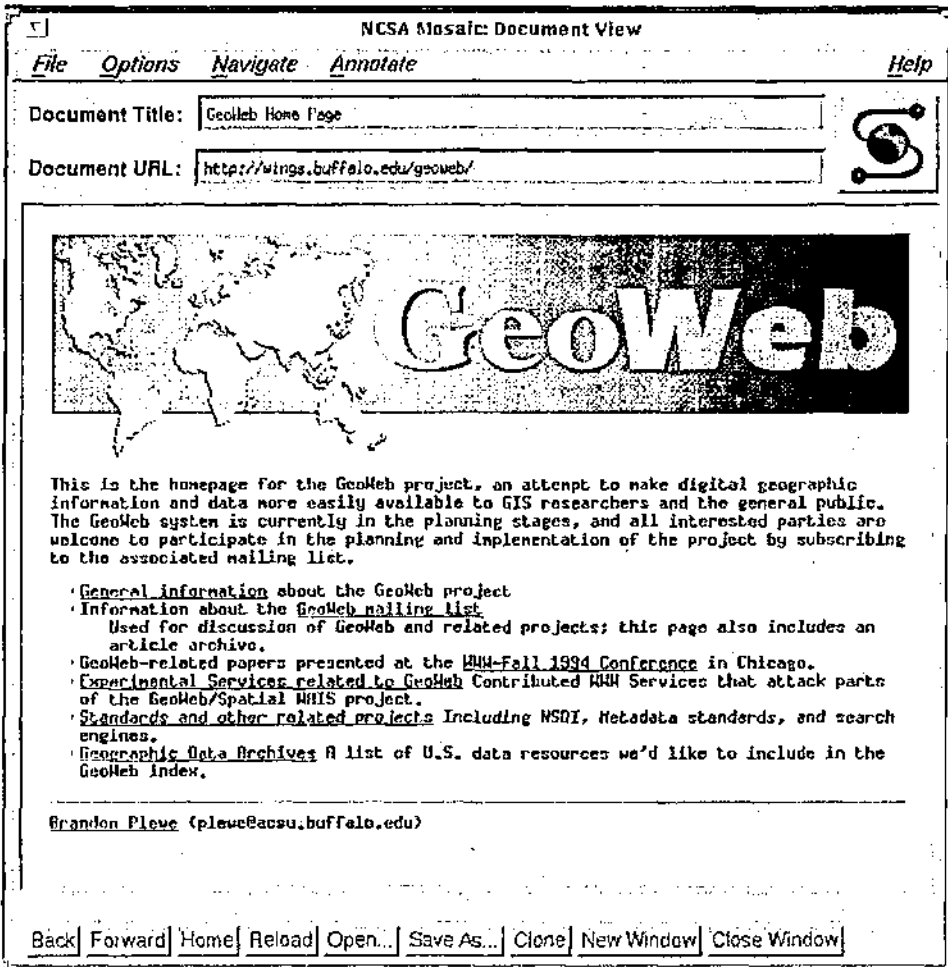 NCSA Mosaic: Document View
File Options Navigate Annotate Help
Document Title: GeoWeb Home Page
Document URL: http://wings.buffalo.edu/geoweb/
GeoWeb
This is the homepage for the GeoWeb project, an attempt to make digital geographic
information and data more easily available to GIS researchers and the general public.
The GeoWeb system is currently in the planning stages, and all interested parties are
welcome to participate in the planning and implementation of the project by subscribing
to the associated mailing list.
General information about the GeoWeb project
Information about the GeoWeb mailing list
Used for discussion of GeoWeb and related projects; this page also includes an
article archive.
GeoWeb-related papers presented at the WWW-Fall 1994 Conference in Chicago.
Experimental Services related to GeoWeb Contributed WWW Services that attack parts
of the GeoWeb/Spatial WAIS project.
Standards and other related projects Including NSDI, Metadata standards, and search
engines.
Geographic Data Archives A list of U.S. data resources we'd like to include in the
GeoWeb index.
Brandon Plewe (plewe@acsu.buffalo.edu)
Back Forward Home Reload Open... Save As... Clone New Window Close Window